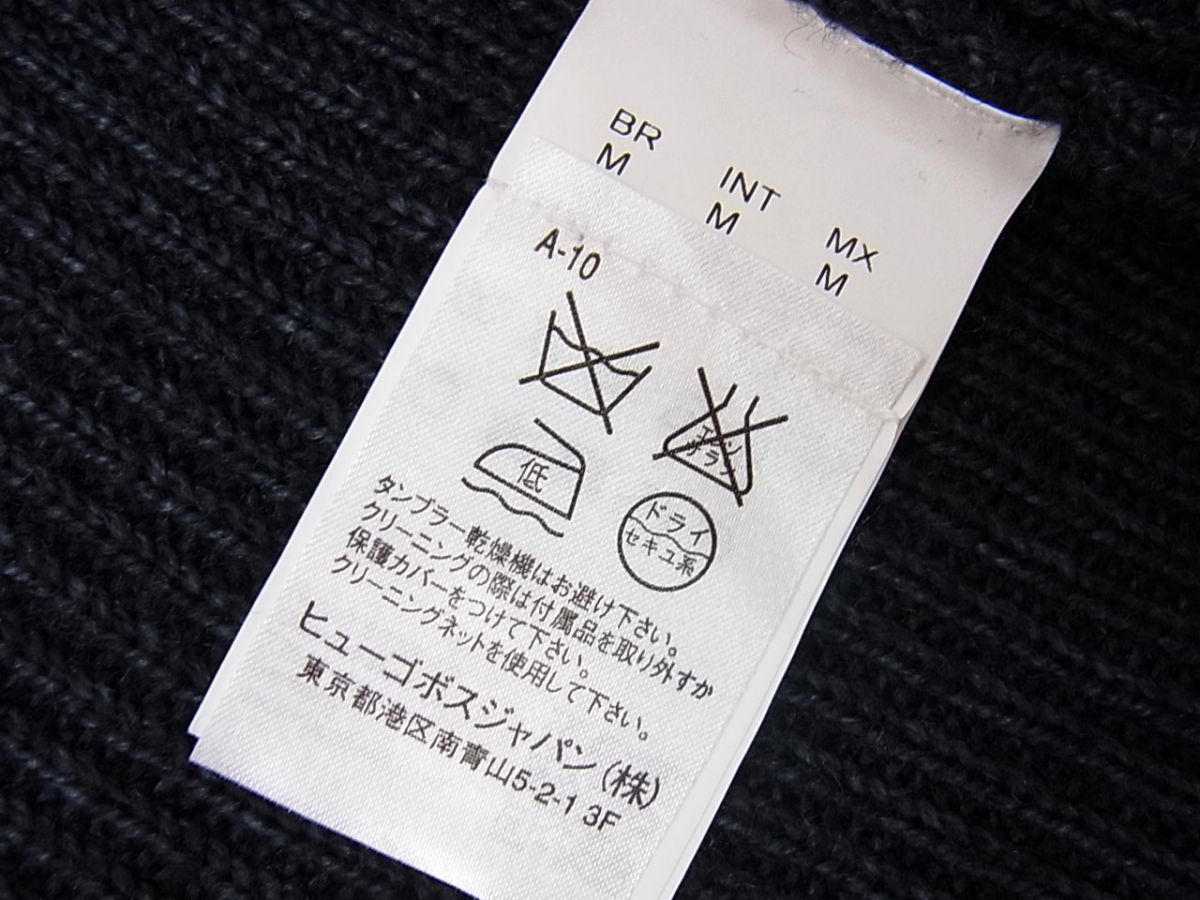 BR
M
INT
M
MX
M
A-10
エンソ
サラシ
低
ドライ
セキユ系
タンブラー乾燥機はお避け下さい。
クリーニングの際は付属品を取り外すか
保護カバーをつけて下さい。
クリーニングネットを使用して下さい。
ヒューゴボスジャパン(株)
東京都港区南青山5-2-1 3F